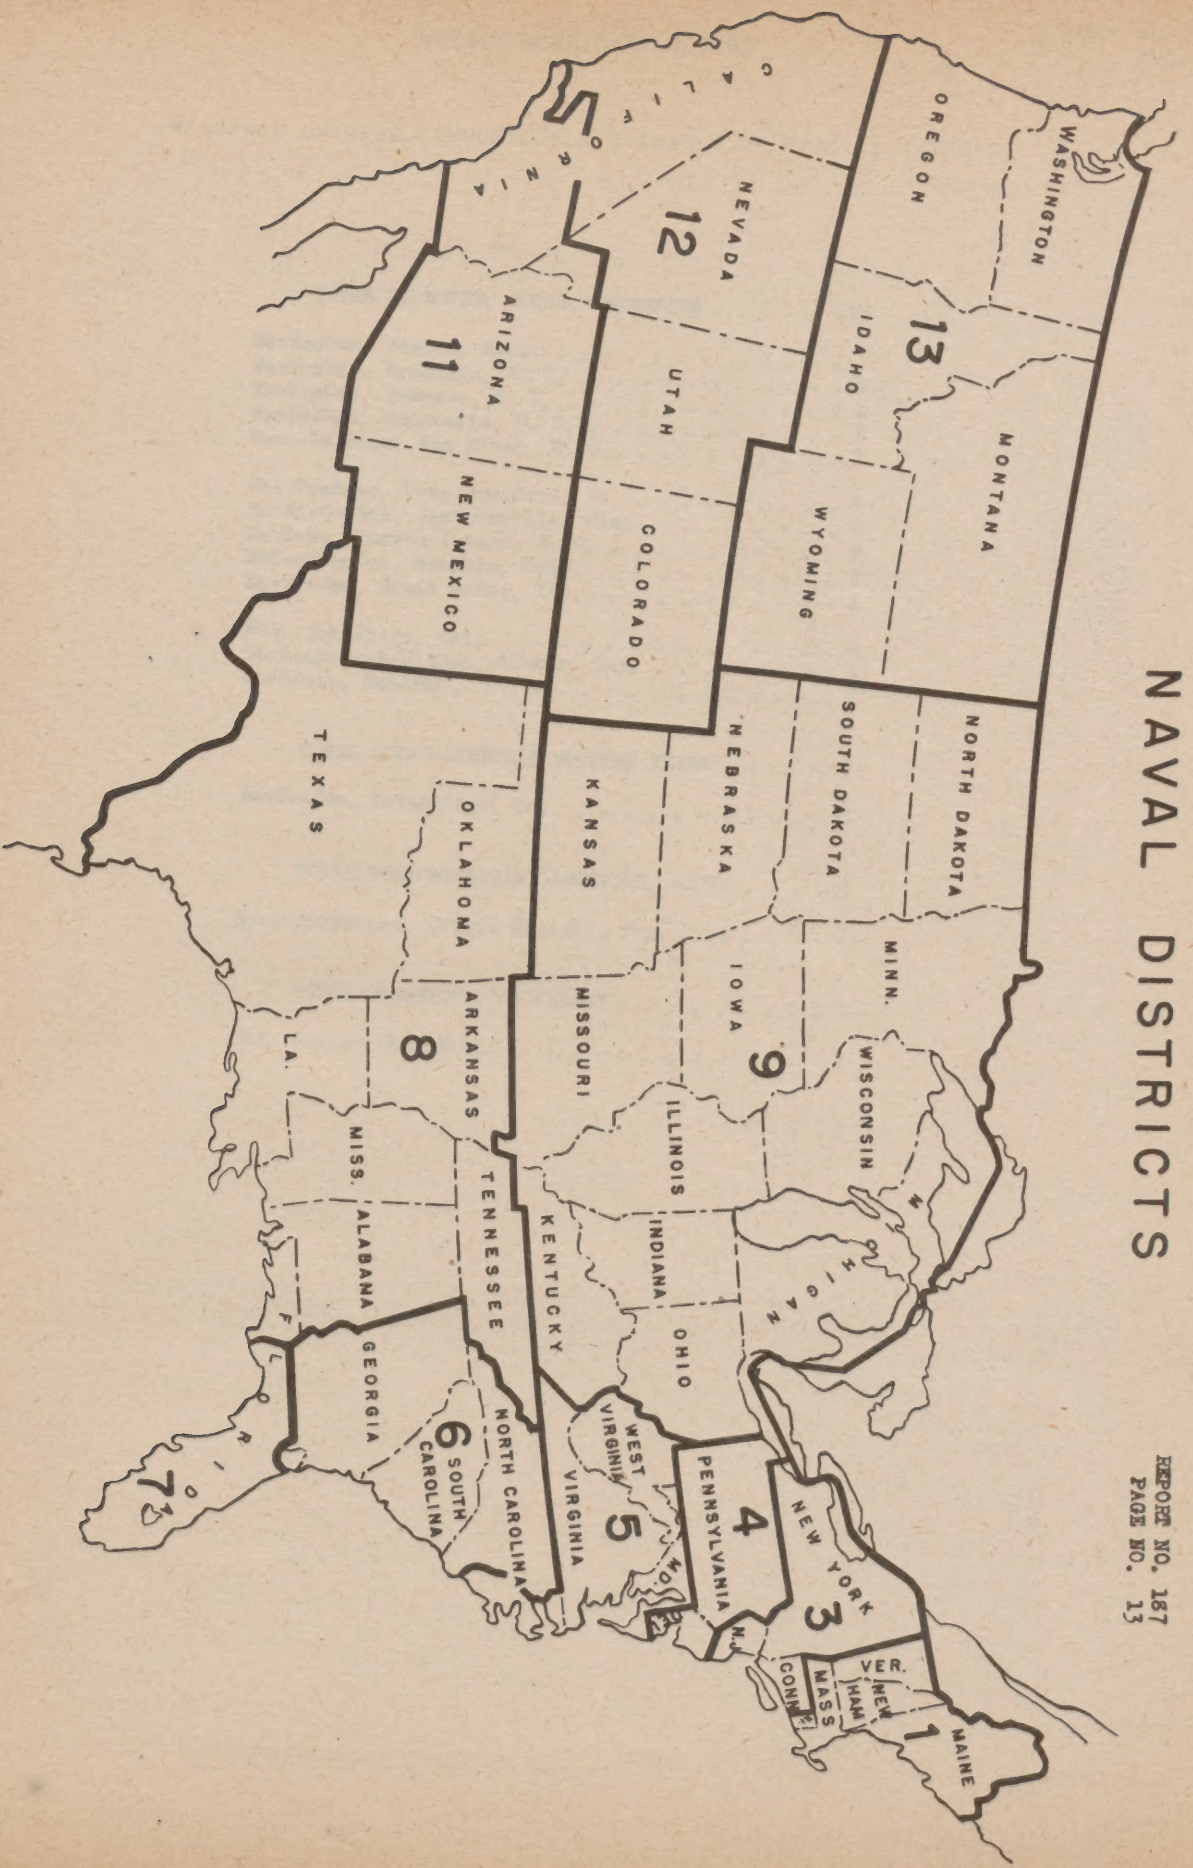 NAVAL DISTRICTS
REPORT NO. 187
PAGE NO. 13
WASHINGTON
OREGON
IDAHO
MONTANA
WYOMING
13
CALIFORNIA
NEVADA
UTAH
COLORADO
12
ARIZONA
NEW MEXICO
11
NORTH DAKOTA
SOUTH DAKOTA
NEBRASKA
KANSAS
MINN.
IOWA
MISSOURI
WISCONSIN
ILLINOIS
MICHIGAN
INDIANA
OHIO
KENTUCKY
9
TEXAS
OKLAHOMA
ARKANSAS
LA.
MISS.
ALABANA
TENNESSEE
8
FLORIDA
7
GEORGIA
SOUTH
CAROLINA
NORTH CAROLINA
6
WEST
VIRGINIA
VIRGINIA
MD.
5
PENNSYLVANIA
4
NEW YORK
N.J.
CONN.
3
VER.
NEW
HAM
MASS
MAINE
1